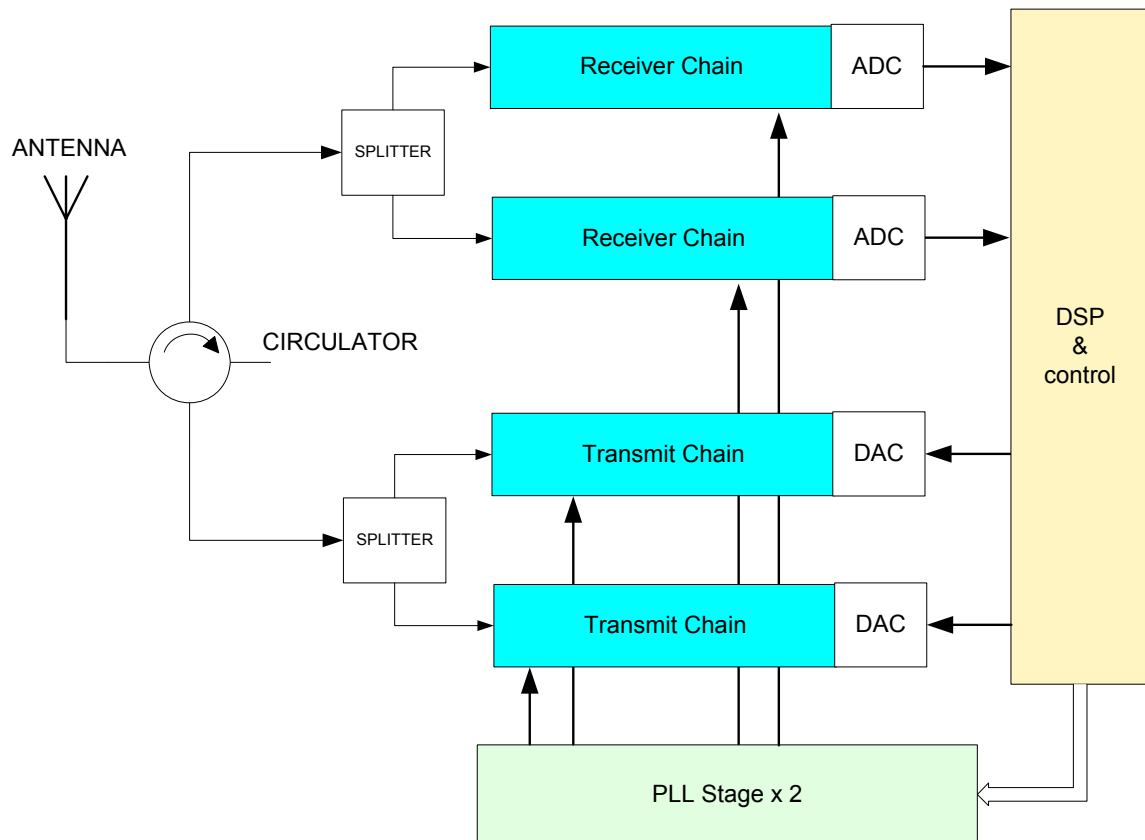 Receiver Chain
ADC
ANTENNA
SPLITTER
Receiver Chain
ADC
CIRCULATOR
DSP
&
control
Transmit Chain
DAC
SPLITTER
Transmit Chain
DAC
PLL Stage x 2